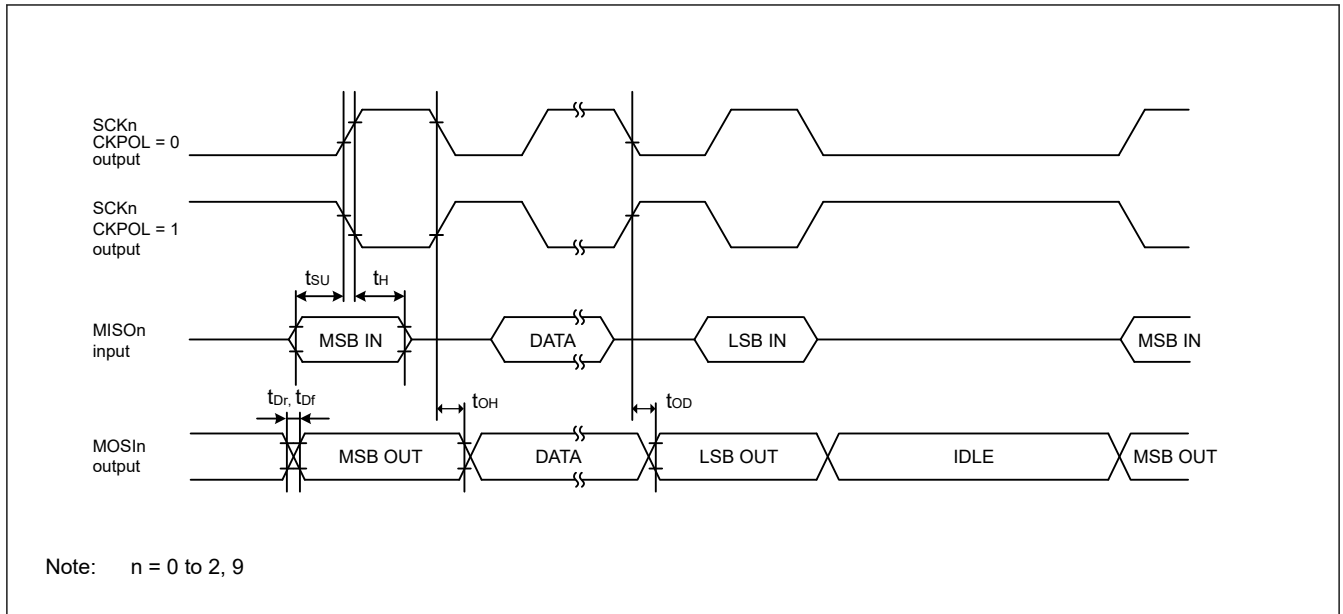 SCKn
CKPOL = 0
output
SCKn
CKPOL = 1
output
tSU
tH
MISOn
input
MSB IN
DATA
LSB IN
MSB IN
tDr, tDf
tOH
tOD
MOSIn
output
MSB OUT
DATA
LSB OUT
IDLE
MSB OUT
Note: n = 0 to 2, 9